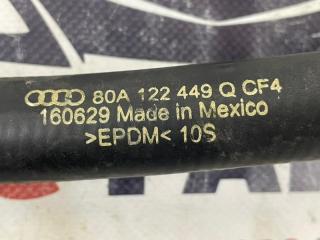 80A 122 449 Q CF4
160629 Made in Mexico
>EPDM< 10S